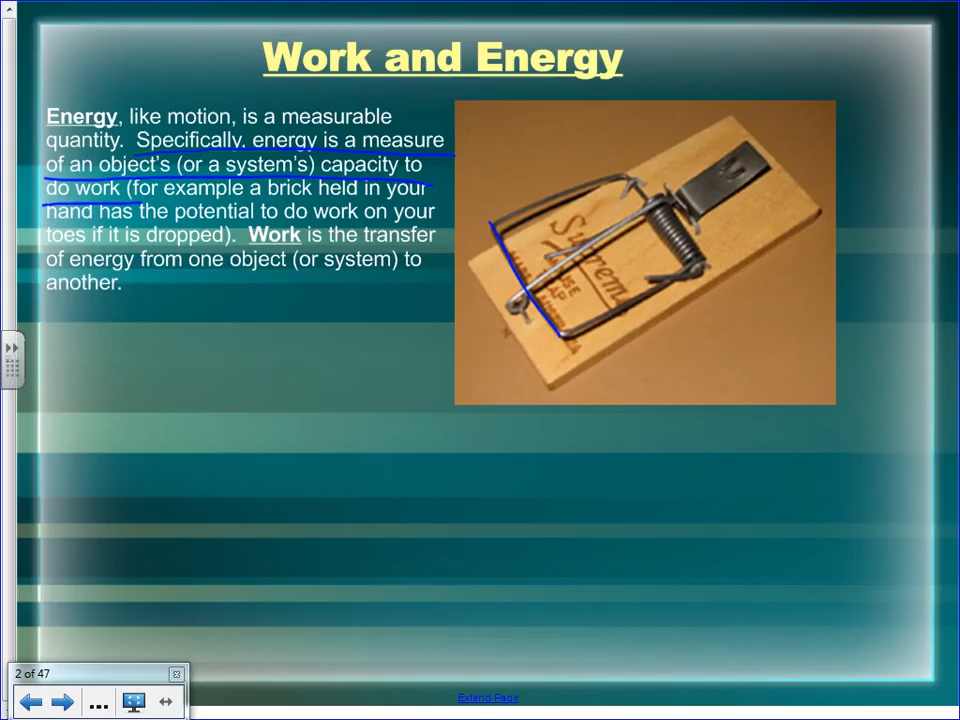 Work and Energy
Energy, like motion, is a measurable
quantity. Specifically. energy is a measure
of an object's (or a system's) capacity to
do work (for example a brick held in your
hand has the potential to do work on your
toes if it is dropped). Work is the transfer
of energy from one object (or system) to
another.
Supreme
2 of 47
...
Extend Page